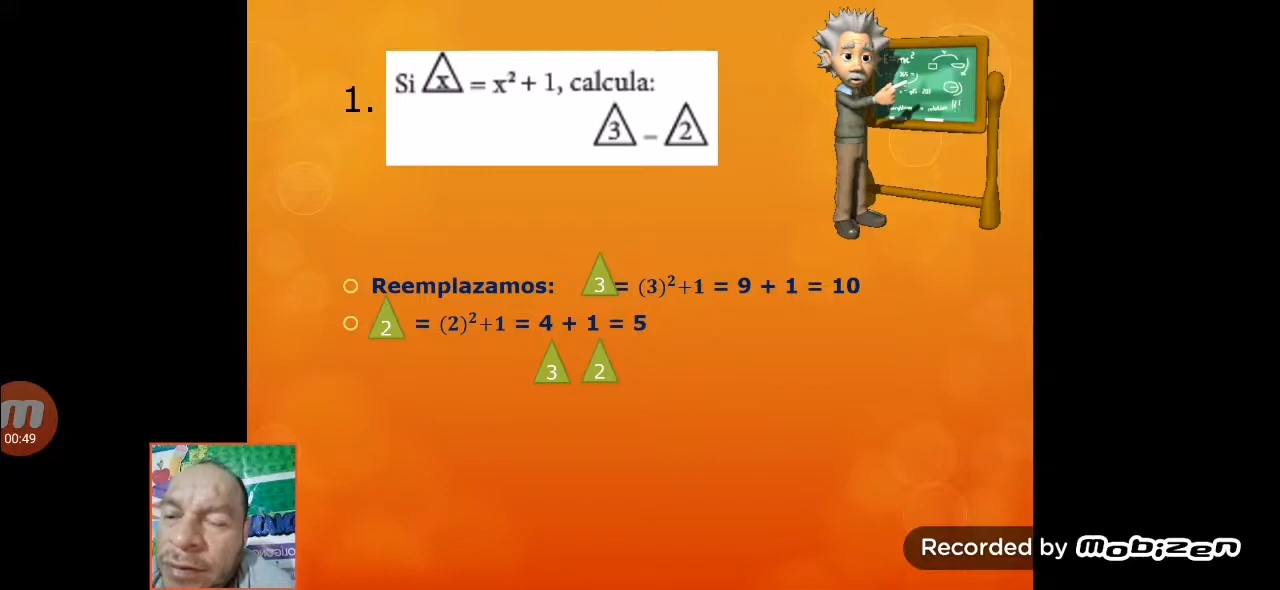 1.
Si △x = x² + 1, calcula:
△3 – △2
E=mc²
Reemplazamos: △3 = (3)²+1 = 9 + 1 = 10
△2 = (2)²+1 = 4 + 1 = 5
△3 △2
m
00:49
Recorded by Mobizen